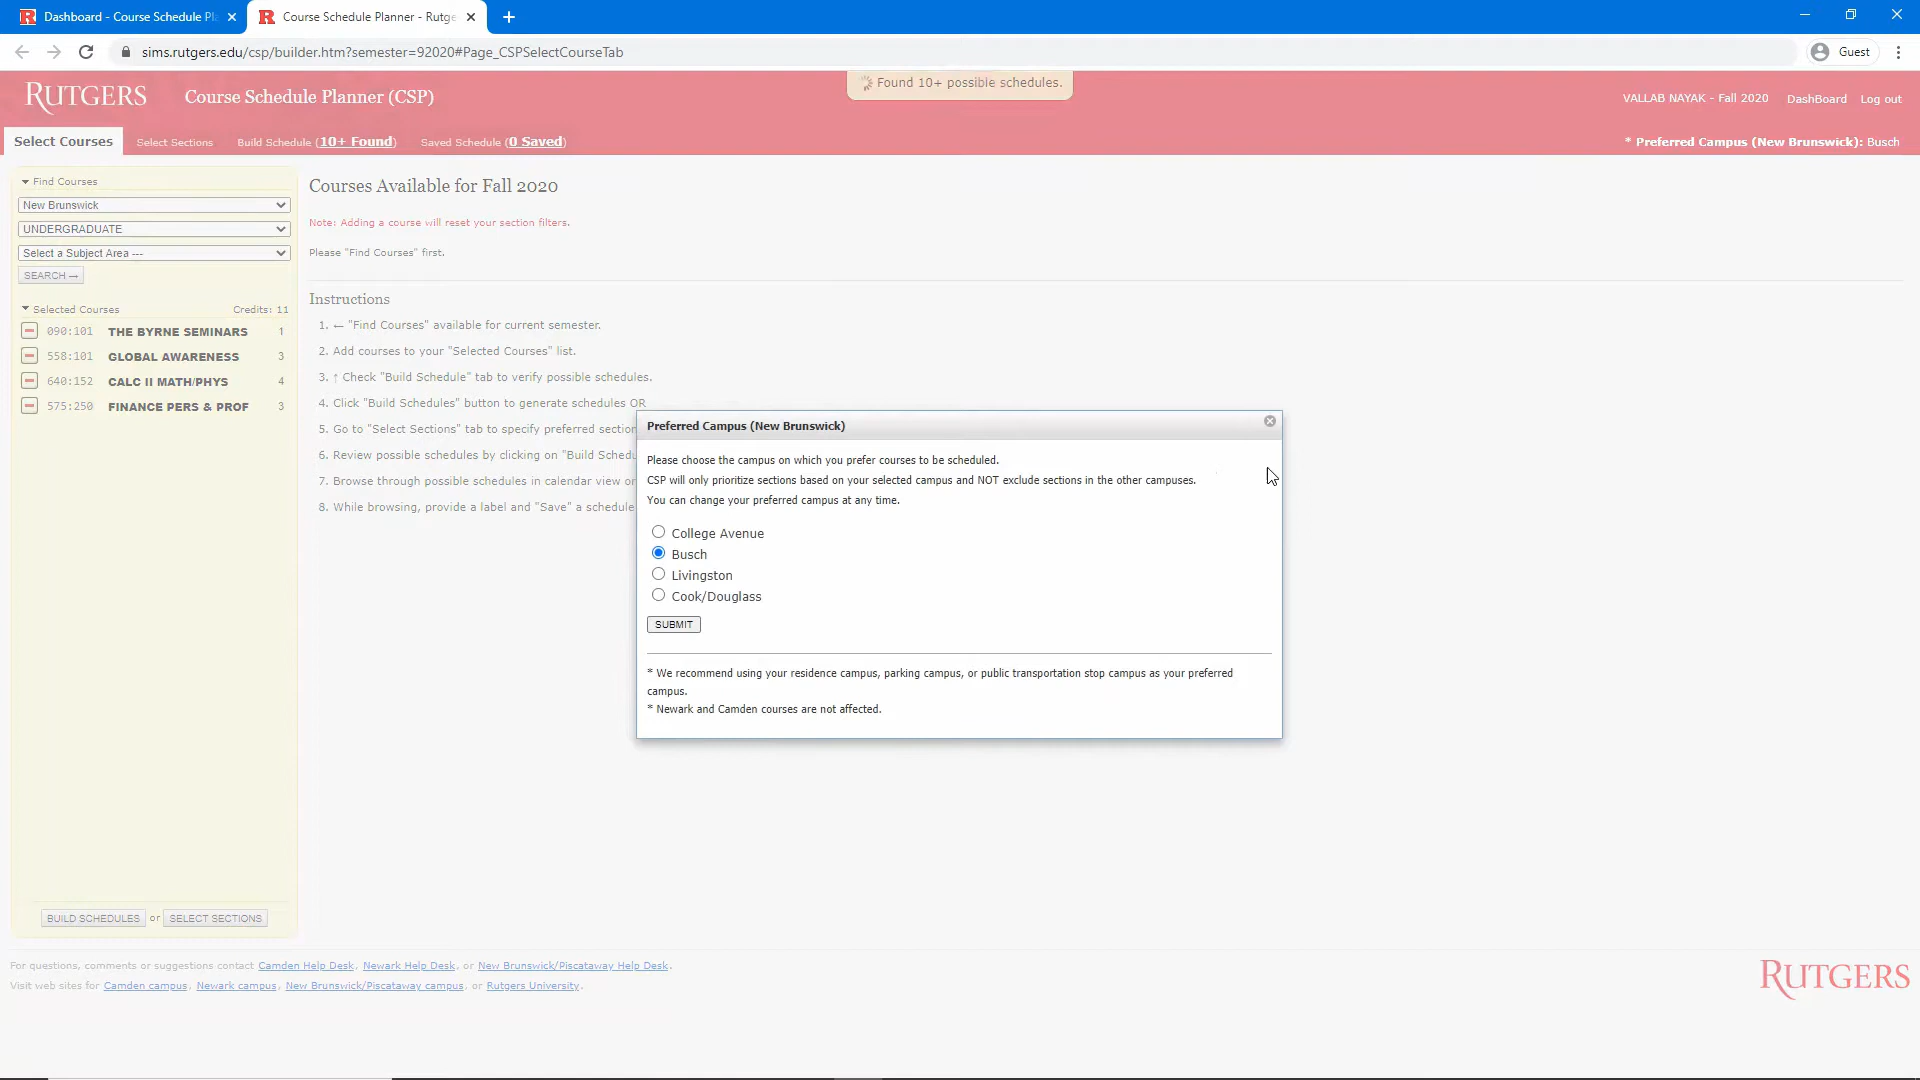 Dashboard - Course Schedule Pl
Course Schedule Planner - Rutge
sims.rutgers.edu/csp/builder.htm?semester=92020#Page_CSPSelectCourseTab
Guest
RUTGERS
Course Schedule Planner (CSP)
Found 10+ possible schedules.
VALLAB NAYAK - Fall 2020
DashBoard
Log out
Select Courses
Select Sections
Build Schedule (10+ Found)
Saved Schedule (0 Saved)
* Preferred Campus (New Brunswick): Busch
Find Courses
New Brunswick
UNDERGRADUATE
Select a Subject Area ---
SEARCH →
Selected Courses
Credits: 11
090:101 THE BYRNE SEMINARS 1
558:101 GLOBAL AWARENESS 3
640:152 CALC II MATH/PHYS 4
575:250 FINANCE PERS & PROF 3
BUILD SCHEDULES or SELECT SECTIONS
Courses Available for Fall 2020
Note: Adding a course will reset your section filters.
Please "Find Courses" first.
Instructions
1. ← "Find Courses" available for current semester.
2. Add courses to your "Selected Courses" list.
3. ↑ Check "Build Schedule" tab to verify possible schedules.
4. Click "Build Schedules" button to generate schedules OR
5. Go to "Select Sections" tab to specify preferred section
6. Review possible schedules by clicking on "Build Schedu
7. Browse through possible schedules in calendar view or
8. While browsing, provide a label and "Save" a schedule
Preferred Campus (New Brunswick)
Please choose the campus on which you prefer courses to be scheduled.
CSP will only prioritize sections based on your selected campus and NOT exclude sections in the other campuses.
You can change your preferred campus at any time.
College Avenue
Busch
Livingston
Cook/Douglass
SUBMIT
* We recommend using your residence campus, parking campus, or public transportation stop campus as your preferred
campus.
* Newark and Camden courses are not affected.
For questions, comments or suggestions contact Camden Help Desk, Newark Help Desk, or New Brunswick/Piscataway Help Desk.
Visit web sites for Camden campus, Newark campus, New Brunswick/Piscataway campus, or Rutgers University.
RUTGERS